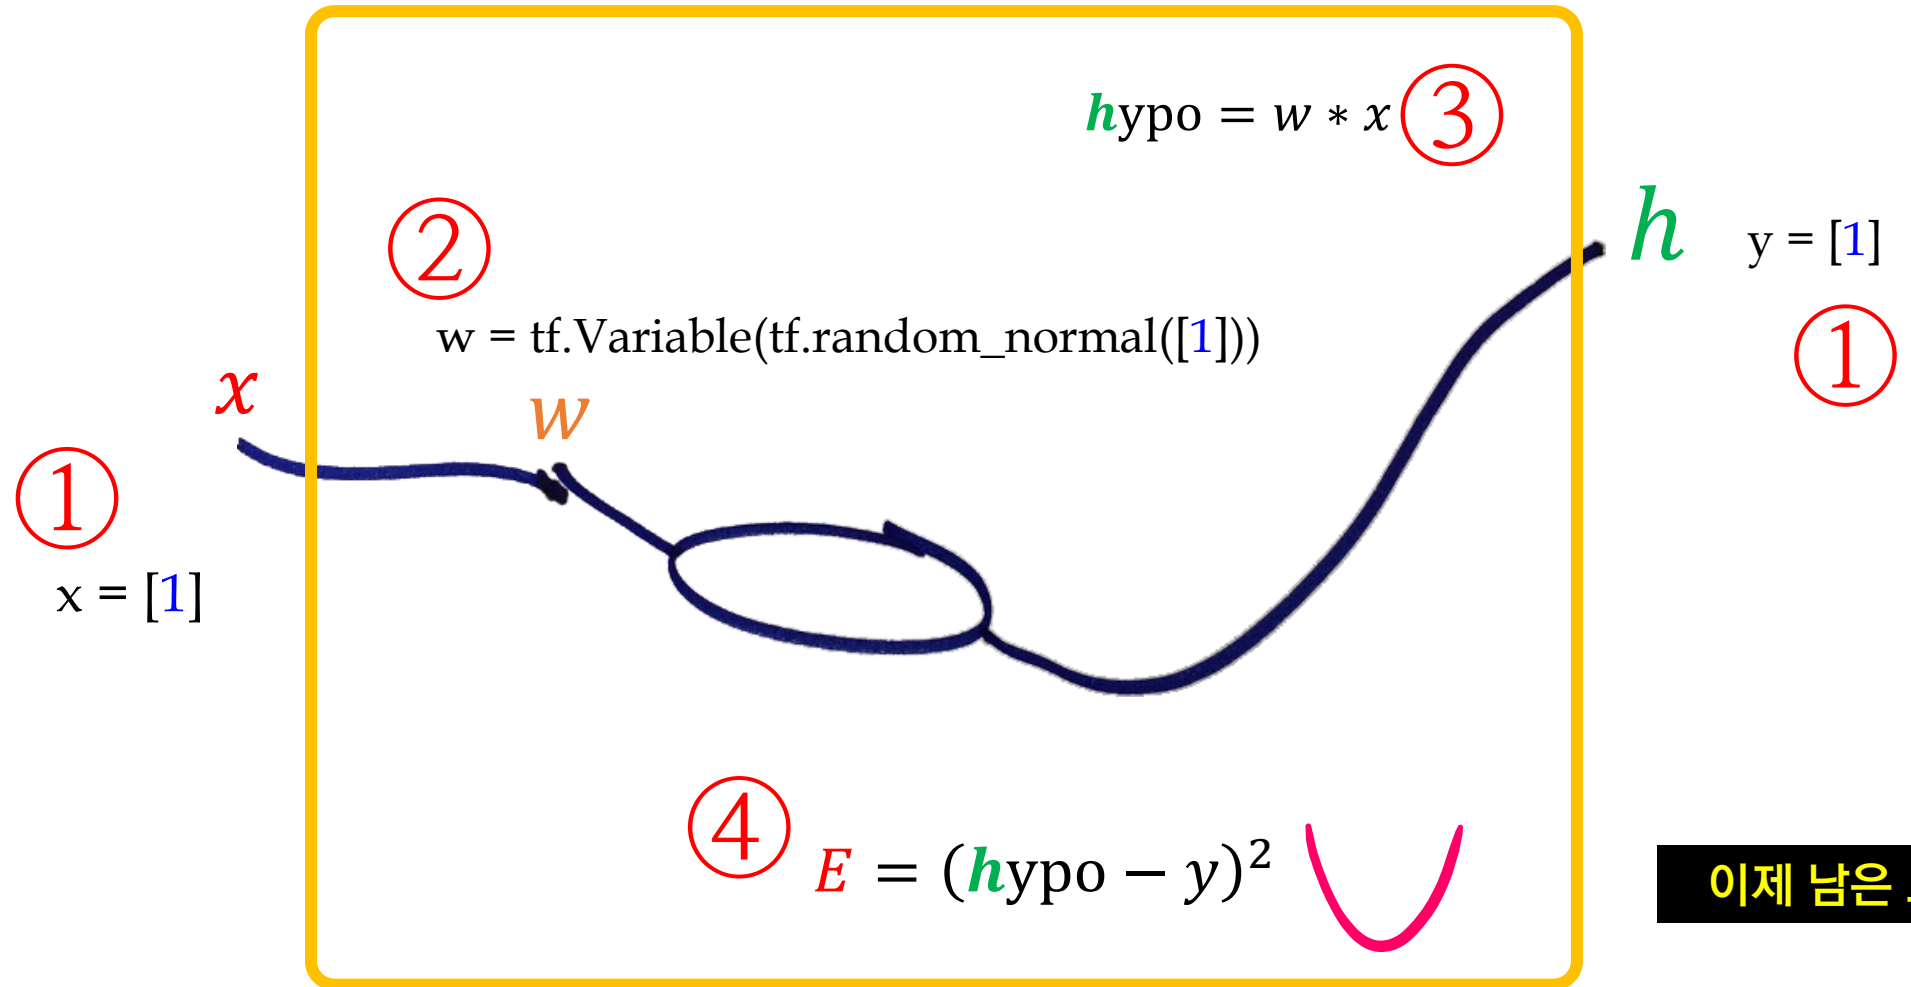 hypo = w * x ③
②
w = tf.Variable(tf.random_normal([1]))
h
y = [1]
①
x
w
①
x = [1]
④
E = (hypo − y)²
이제 남은